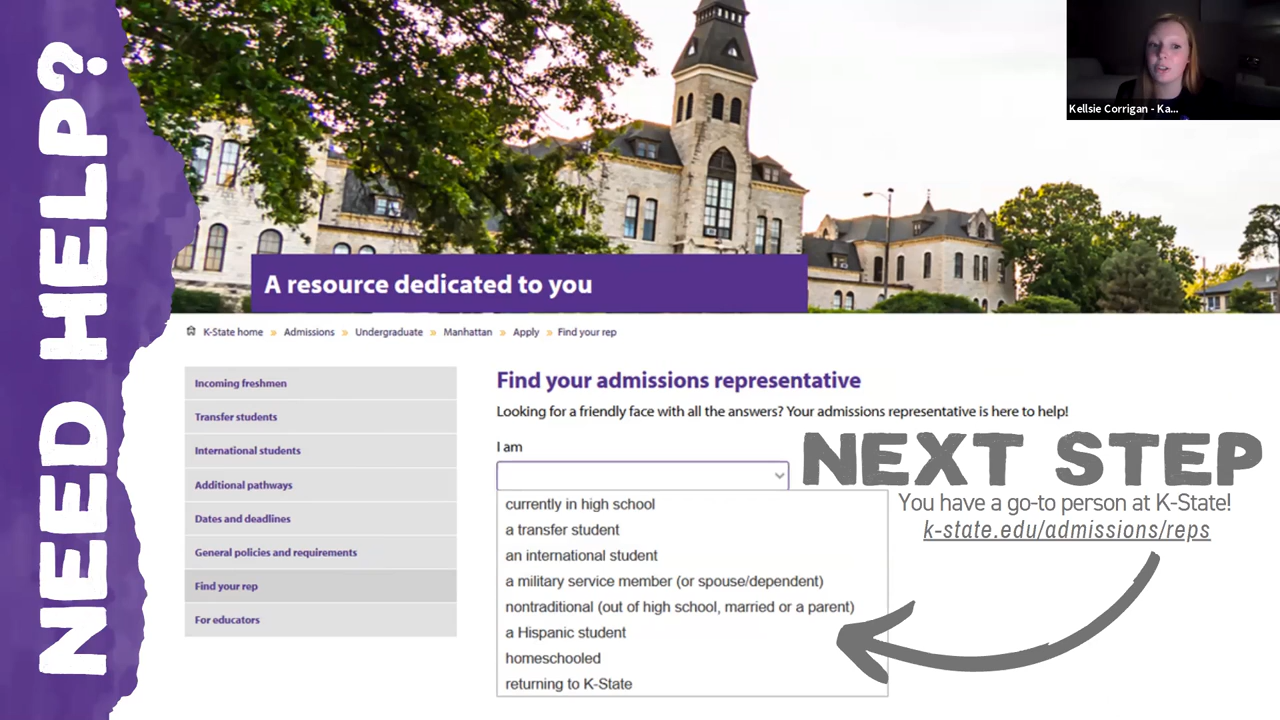 NEED HELP?
Kellsie Corrigan - Ka...
A resource dedicated to you
K-State home » Admissions » Undergraduate » Manhattan » Apply » Find your rep
Incoming freshmen
Transfer students
International students
Additional pathways
Dates and deadlines
General policies and requirements
Find your rep
For educators
Find your admissions representative
Looking for a friendly face with all the answers? Your admissions representative is here to help!
I am
currently in high school
a transfer student
an international student
a military service member (or spouse/dependent)
nontraditional (out of high school, married or a parent)
a Hispanic student
homeschooled
returning to K-State
NEXT STEP
You have a go-to person at K-State!
k-state.edu/admissions/reps